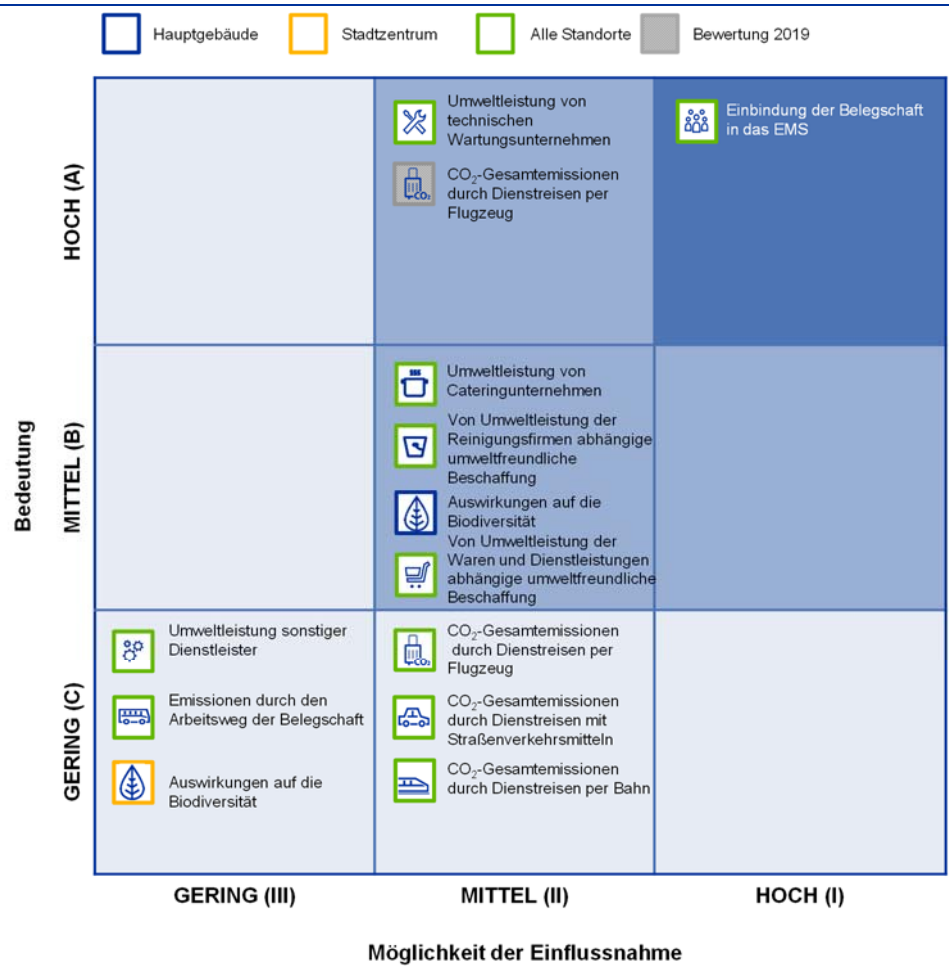 Hauptgebäude
Stadtzentrum
Alle Standorte
Bewertung 2019
Bedeutung
HOCH (A)
Umweltleistung von
technischen
Wartungsunternehmen
CO₂-Gesamtemissionen
durch Dienstreisen per
Flugzeug
CO₂
Einbindung der Belegschaft
in das EMS
MITTEL (B)
Umweltleistung von
Cateringunternehmen
Von Umweltleistung der
Reinigungsfirmen abhängige
umweltfreundliche
Beschaffung
Auswirkungen auf die
Biodiversität
Von Umweltleistung der
Waren und Dienstleistungen
abhängige umweltfreundliche
Beschaffung
GERING (C)
Umweltleistung sonstiger
Dienstleister
Emissionen durch den
Arbeitsweg der Belegschaft
Auswirkungen auf die
Biodiversität
CO₂-Gesamtemissionen
durch Dienstreisen per
Flugzeug
CO₂
CO₂-Gesamtemissionen
durch Dienstreisen mit
Straßenverkehrsmitteln
CO₂-Gesamtemissionen
durch Dienstreisen per Bahn
GERING (III)
MITTEL (II)
HOCH (I)
Möglichkeit der Einflussnahme